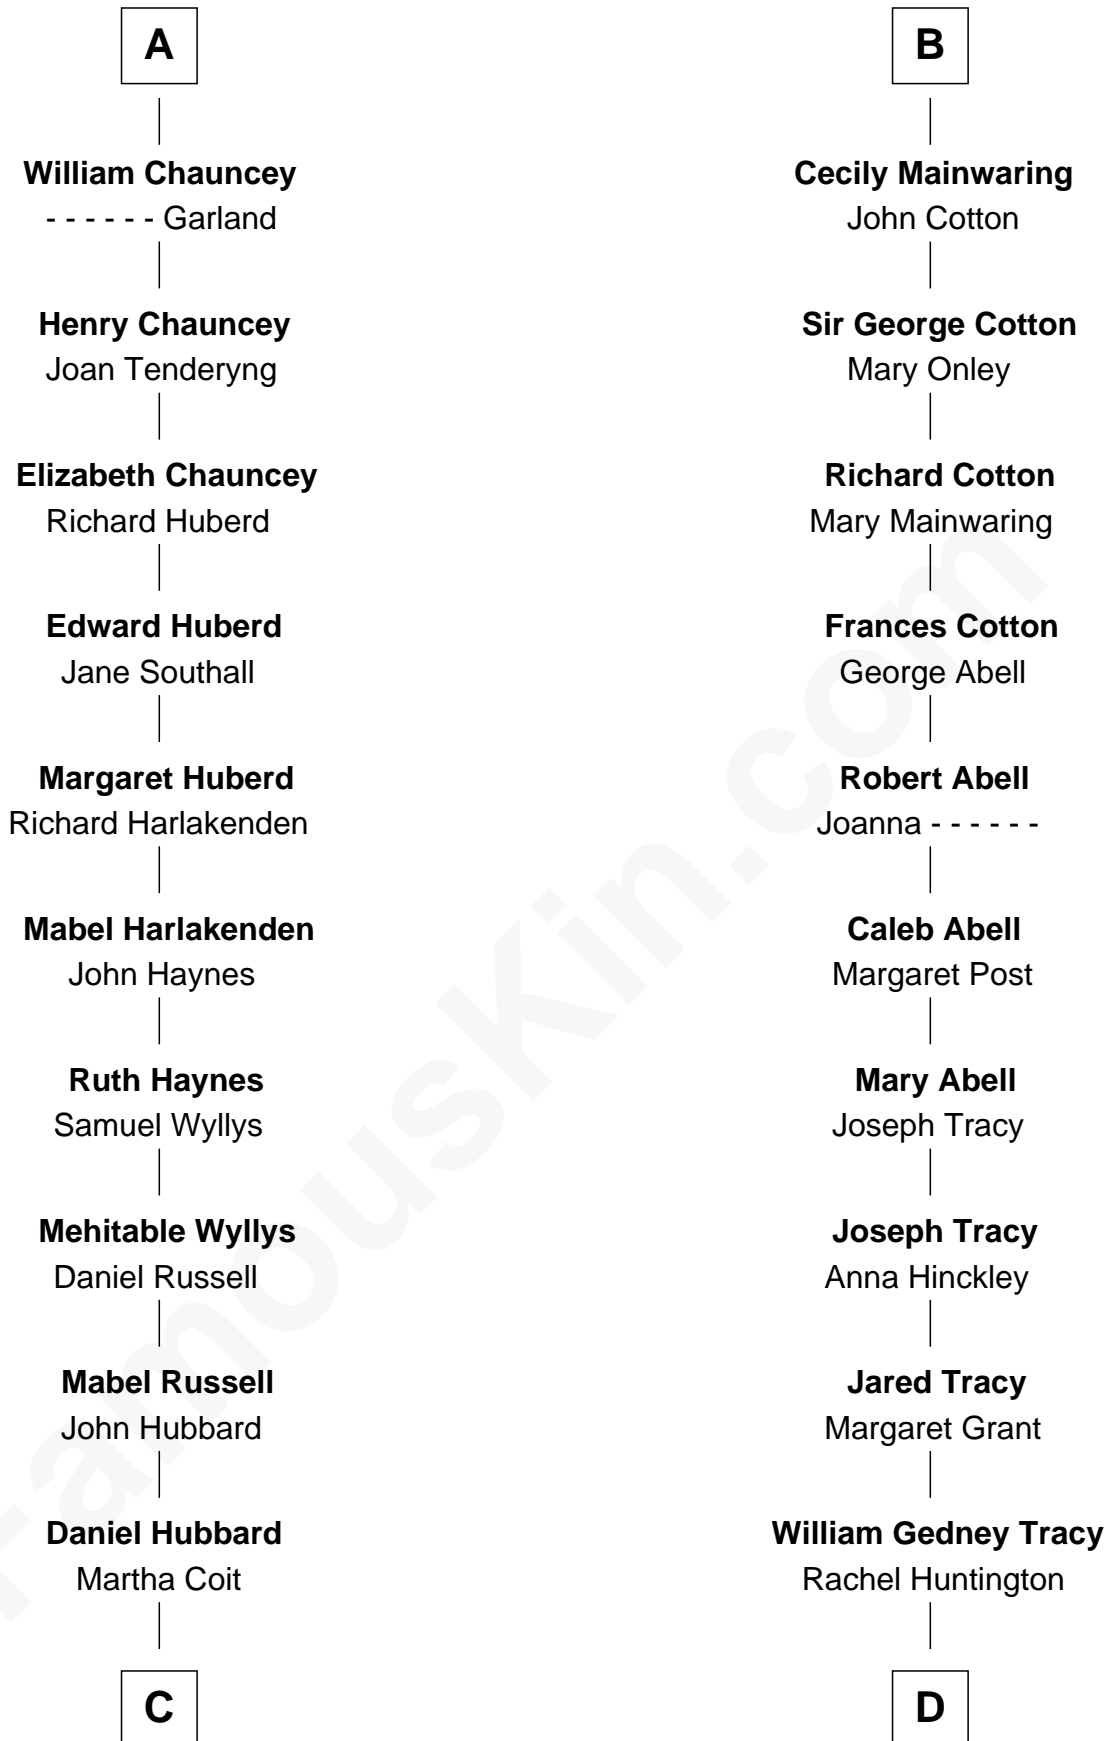 A
William Chauncey
- - - - - - Garland
Henry Chauncey
Joan Tenderyng
Elizabeth Chauncey
Richard Huberd
Edward Huberd
Jane Southall
Margaret Huberd
Richard Harlakenden
Mabel Harlakenden
John Haynes
Ruth Haynes
Samuel Wyllys
Mehitable Wyllys
Daniel Russell
Mabel Russell
John Hubbard
Daniel Hubbard
Martha Coit
C
B
Cecily Mainwaring
John Cotton
Sir George Cotton
Mary Onley
Richard Cotton
Mary Mainwaring
Frances Cotton
George Abell
Robert Abell
Joanna - - - - - -
Caleb Abell
Margaret Post
Mary Abell
Joseph Tracy
Joseph Tracy
Anna Hinckley
Jared Tracy
Margaret Grant
William Gedney Tracy
Rachel Huntington
D
FamousKin.com